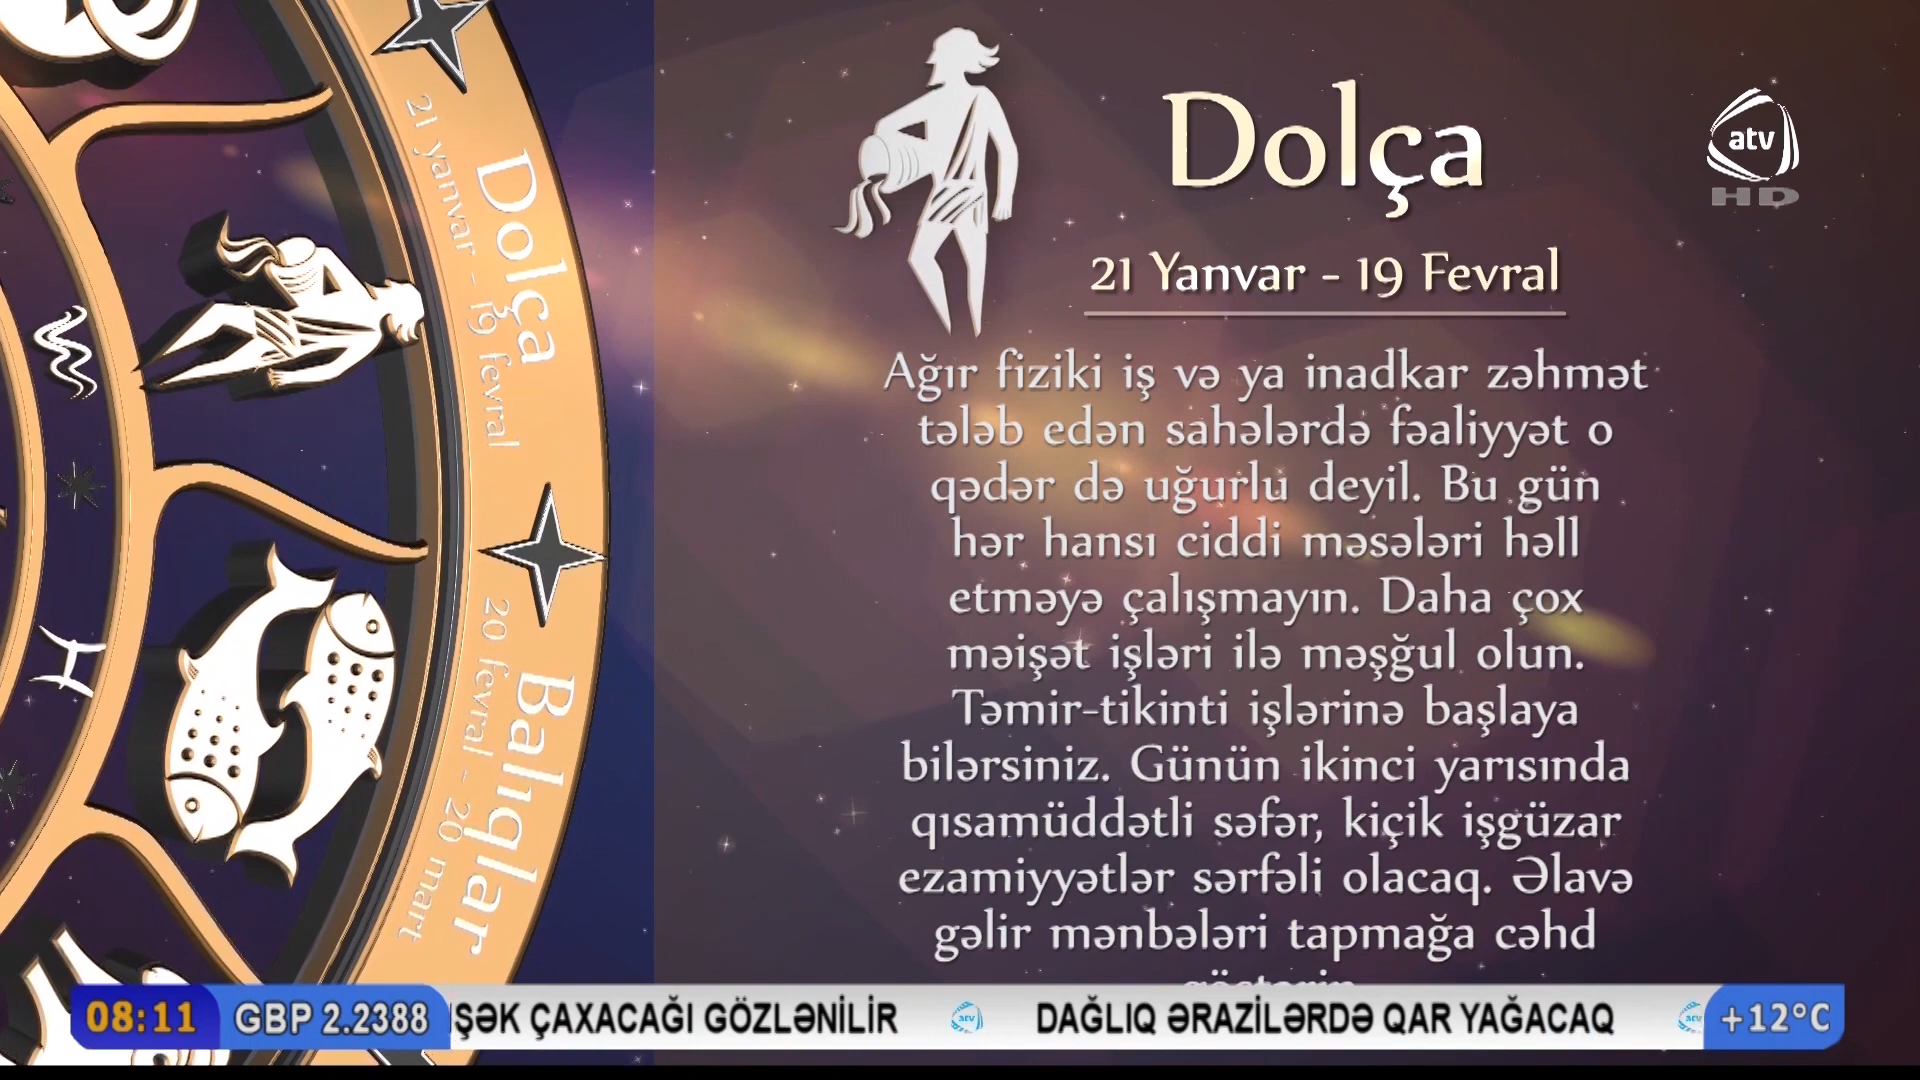 Dolça
21 Yanvar - 19 Fevral
atv
HD
Ağır fiziki iş və ya inadkar zəhmət
tələb edən sahələrdə fəaliyyət o
qədər də uğurlu deyil. Bu gün
hər hansı ciddi məsələri həll
etməyə çalışmayın. Daha çox
məişət işləri ilə məşğul olun.
Təmir-tikinti işlərinə başlaya
bilərsiniz. Günün ikinci yarısında
qısamüddətli səfər, kiçik işgüzar
ezamiyyətlər sərfəli olacaq. Əlavə
gəlir mənbələri tapmağa cəhd
Dolça
21 yanvar - 19 fevral
Balıqlar
20 fevral - 20 mart
08:11
GBP 2.2388
ÇAXACAĞI GÖZLƏNİLİR
atv
DAĞLIQ ƏRAZİLƏRDƏ QAR YAĞACAQ
+12°C